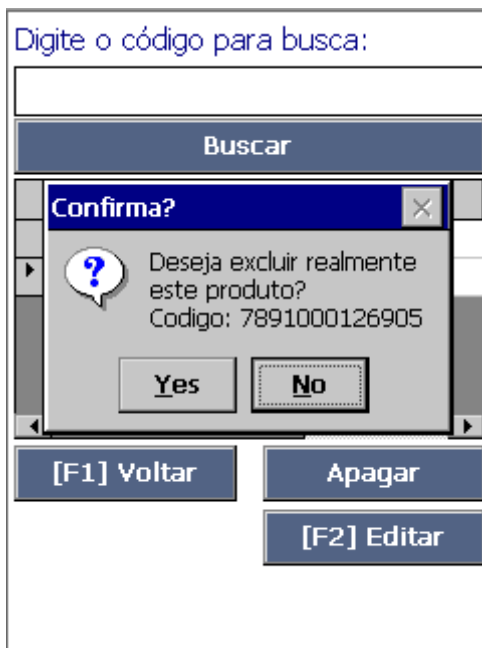 Digite o código para busca:
Buscar
Confirma?
?
Deseja excluir realmente
este produto?
Codigo: 7891000126905
Yes
No
[F1] Voltar
Apagar
[F2] Editar